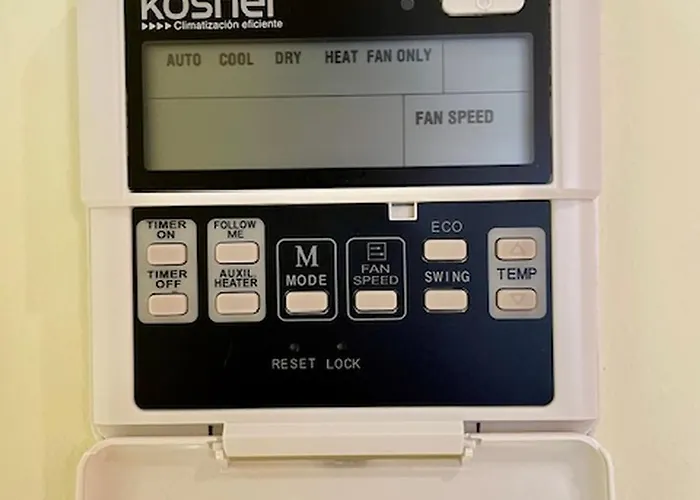 kosner
Climatización eficiente
AUTO COOL DRY HEAT FAN ONLY
FAN SPEED
TIMER ON
FOLLOW ME
ECO
M
MODE
FAN SPEED
TEMP
TIMER OFF
AUXIL. HEATER
SWING
RESET LOCK